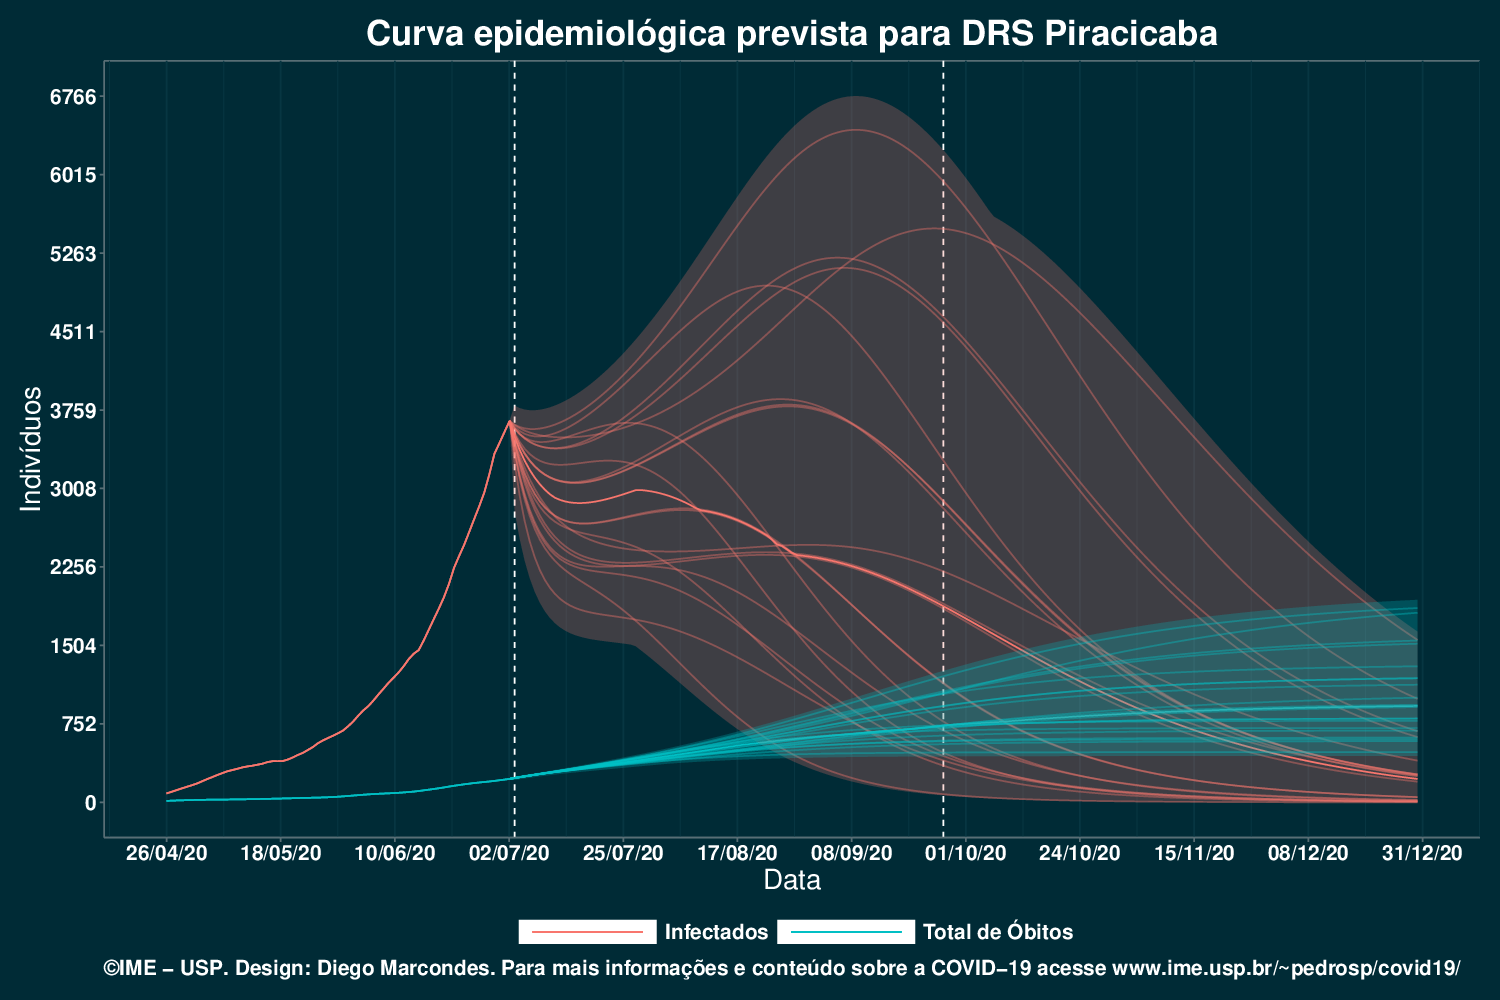 Curva epidemiológica prevista para DRS Piracicaba
6766
6015
5263
4511
3759
3008
2256
1504
752
0
Indivíduos
26/04/20 18/05/20 10/06/20 02/07/20 25/07/20 17/08/20 08/09/20 01/10/20 24/10/20 15/11/20 08/12/20 31/12/20
Data
Infectados Total de Óbitos
©IME − USP. Design: Diego Marcondes. Para mais informações e conteúdo sobre a COVID−19 acesse www.ime.usp.br/~pedrosp/covid19/